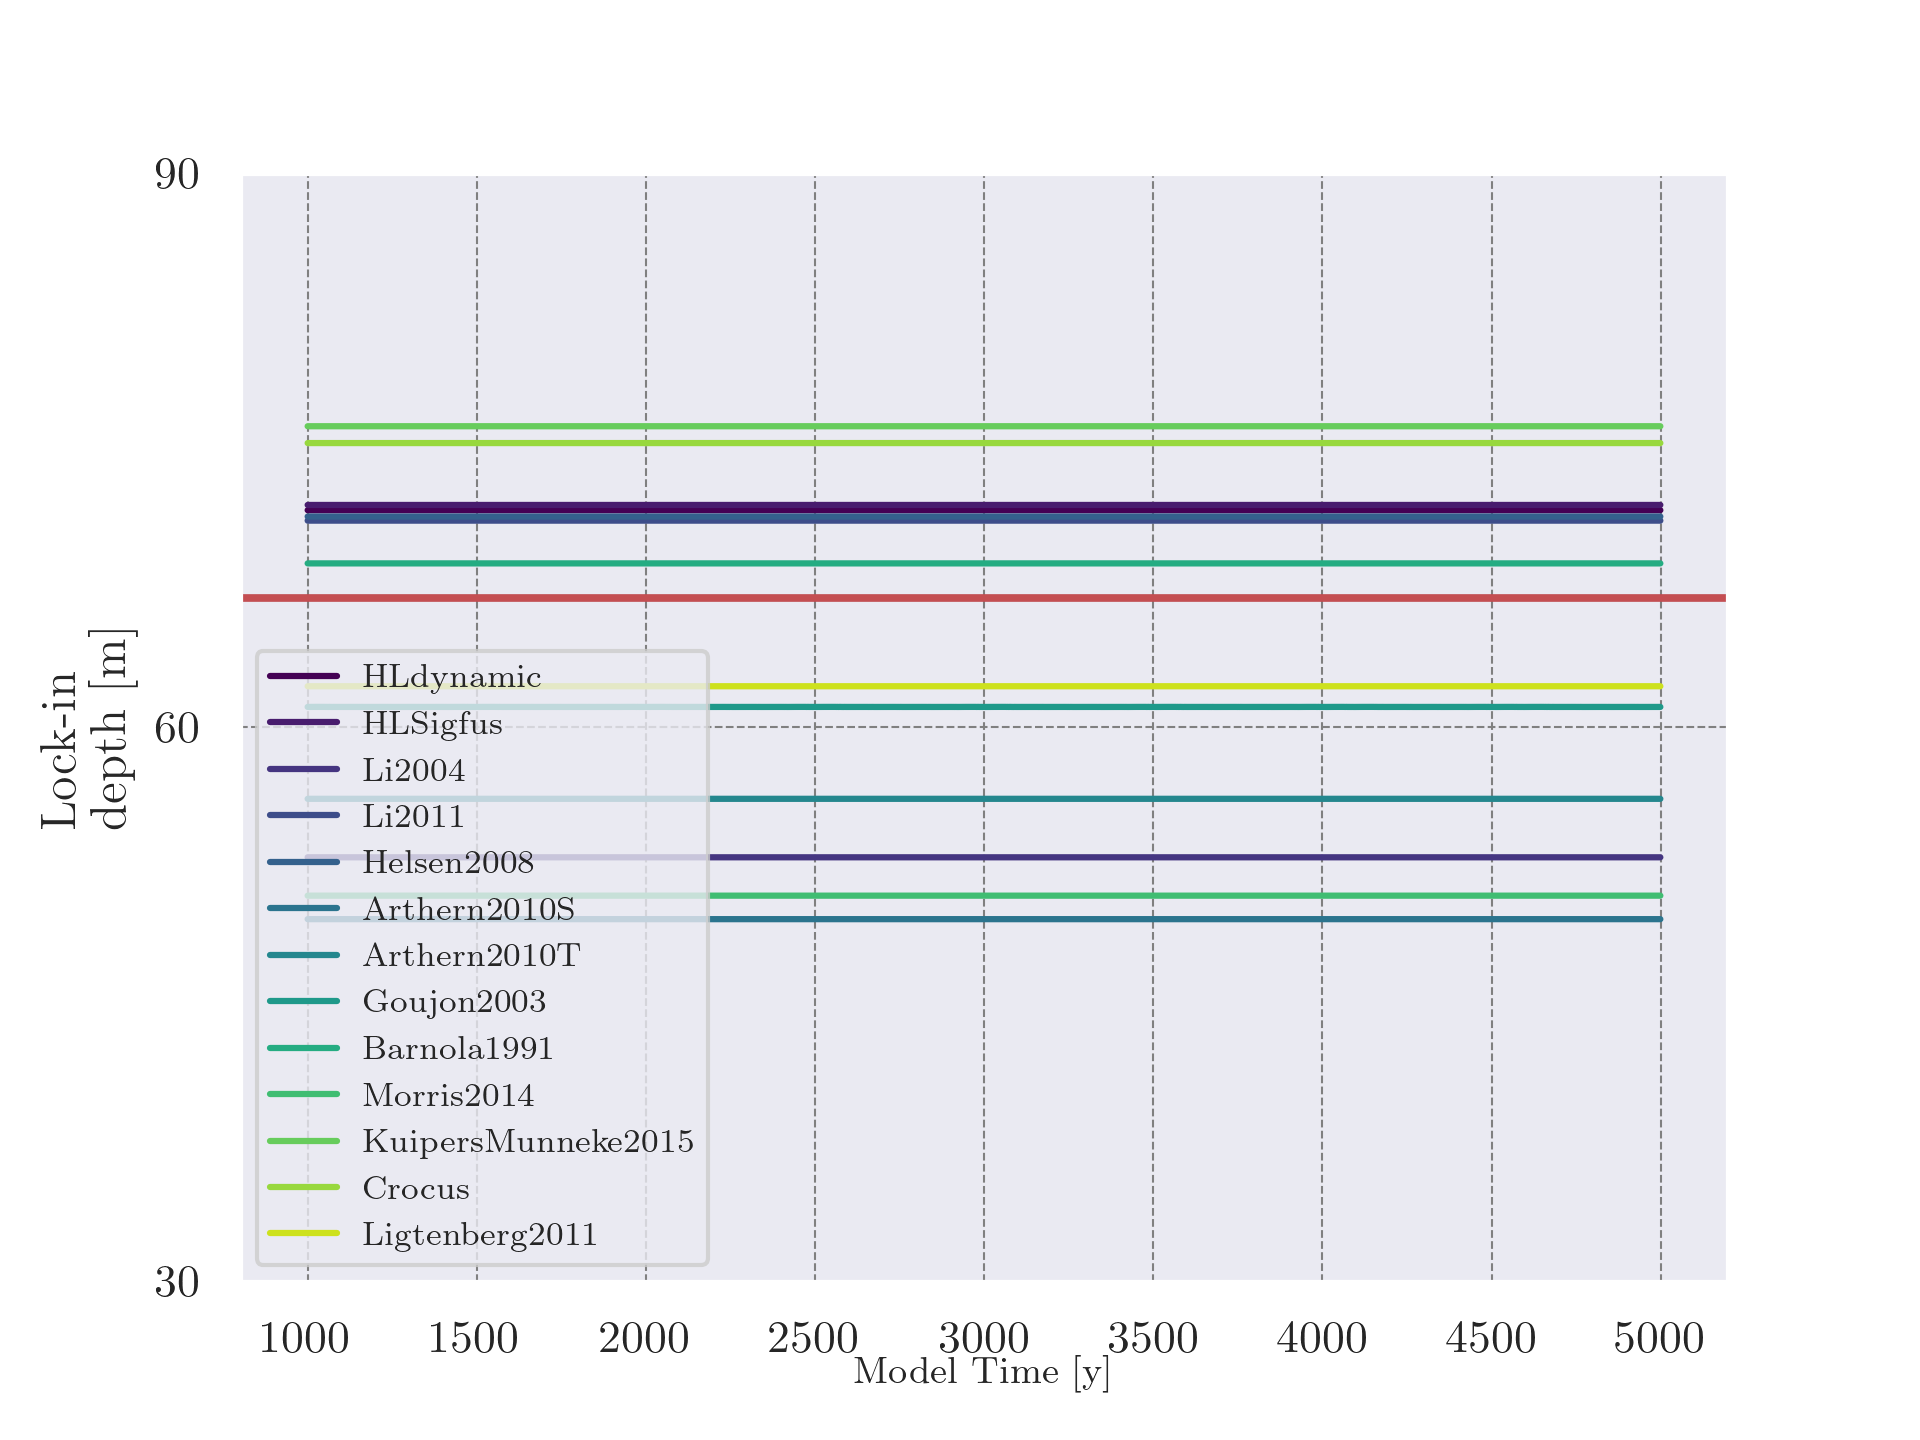 90
60
30
Lock-in
depth [m]
HLdynamic
HLSigfus
Li2004
Li2011
Helsen2008
Arthern2010S
Arthern2010T
Goujon2003
Barnola1991
Morris2014
KuipersMunneke2015
Crocus
Ligtenberg2011
1000 1500 2000 2500 3000 3500 4000 4500 5000
Model Time [y]